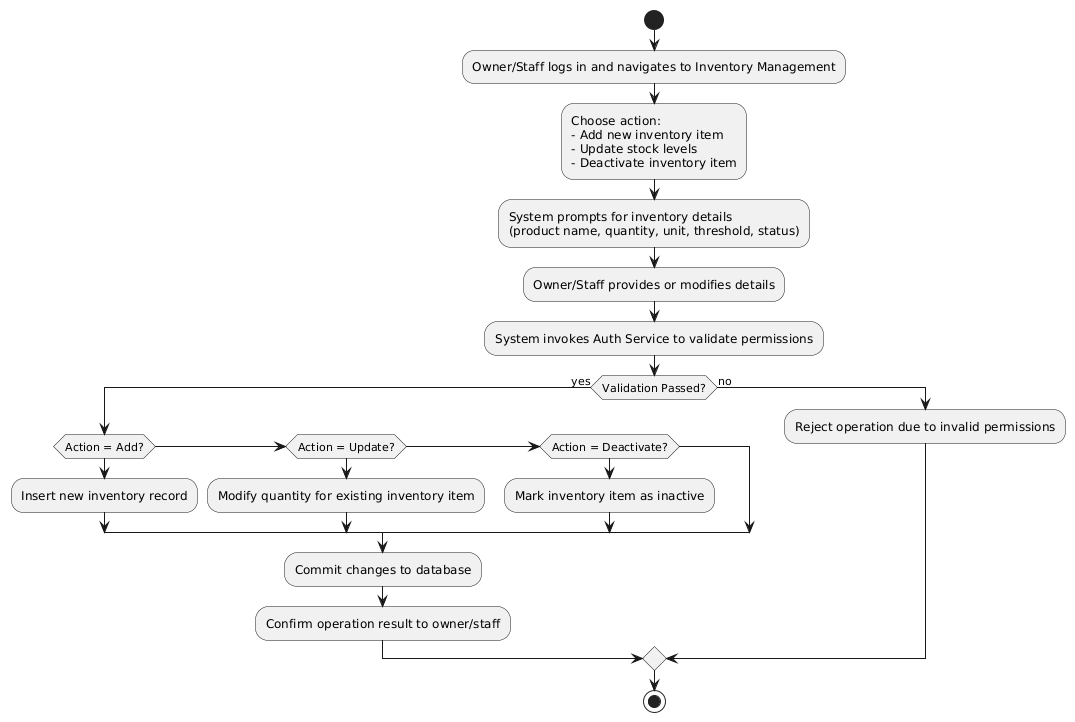 Owner/Staff logs in and navigates to Inventory Management
Choose action:
- Add new inventory item
- Update stock levels
- Deactivate inventory item
System prompts for inventory details
(product name, quantity, unit, threshold, status)
Owner/Staff provides or modifies details
System invokes Auth Service to validate permissions
yes
Validation Passed?
no
Reject operation due to invalid permissions
Action = Add?
Action = Update?
Action = Deactivate?
Insert new inventory record
Modify quantity for existing inventory item
Mark inventory item as inactive
Commit changes to database
Confirm operation result to owner/staff